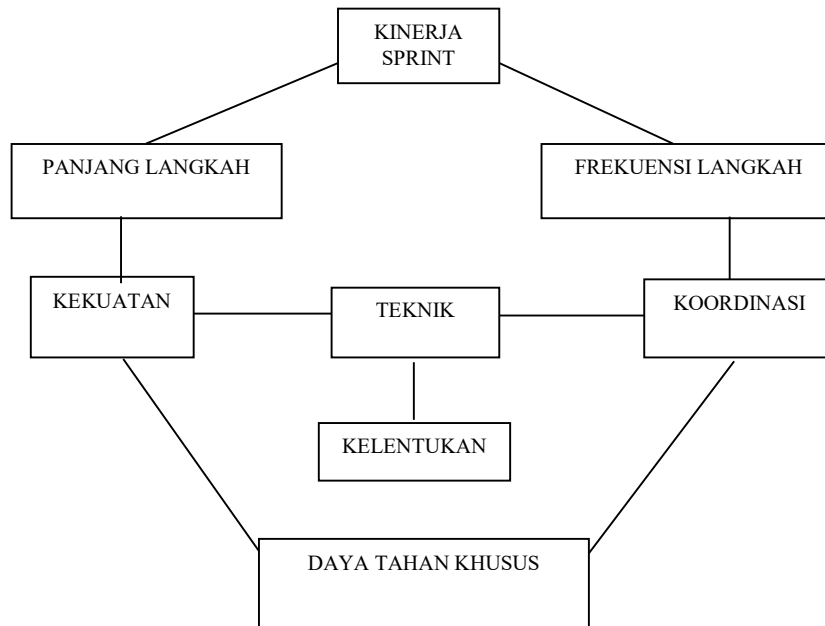 KINERJA
SPRINT
PANJANG LANGKAH
FREKUENSI LANGKAH
KEKUATAN
TEKNIK
KOORDINASI
KELENTUKAN
DAYA TAHAN KHUSUS